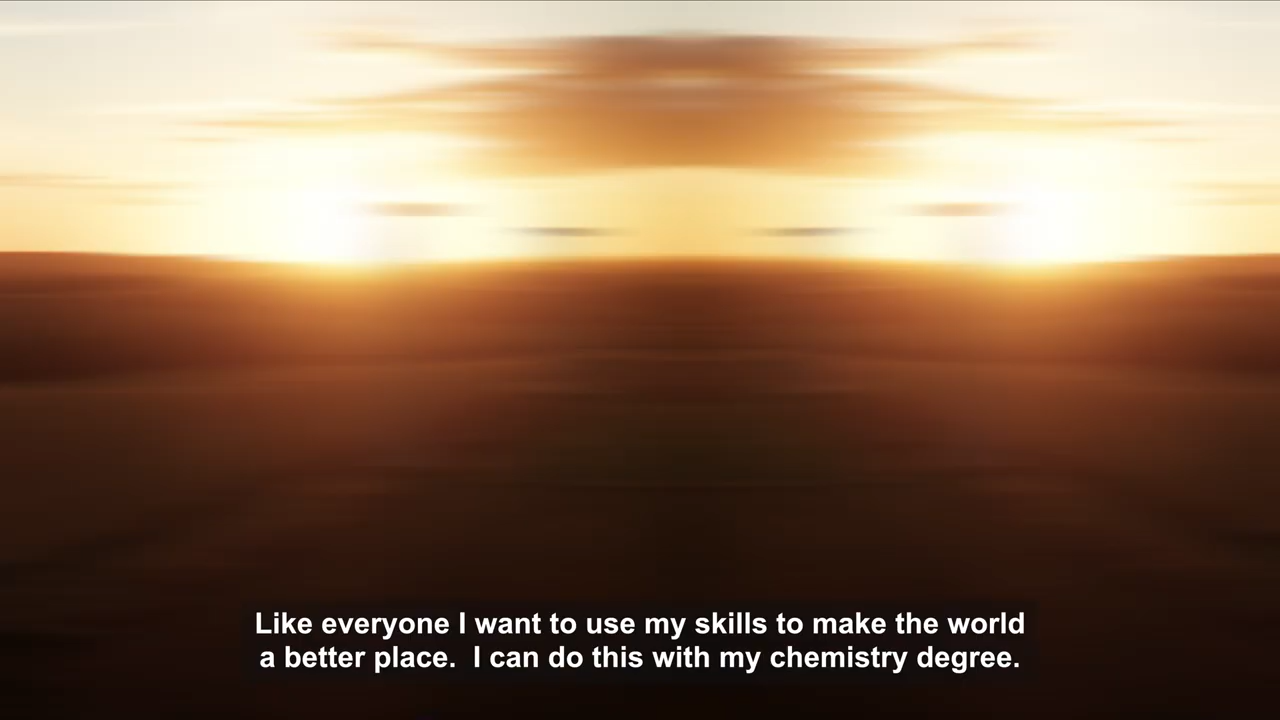 Like everyone I want to use my skills to make the world
a better place.  I can do this with my chemistry degree.